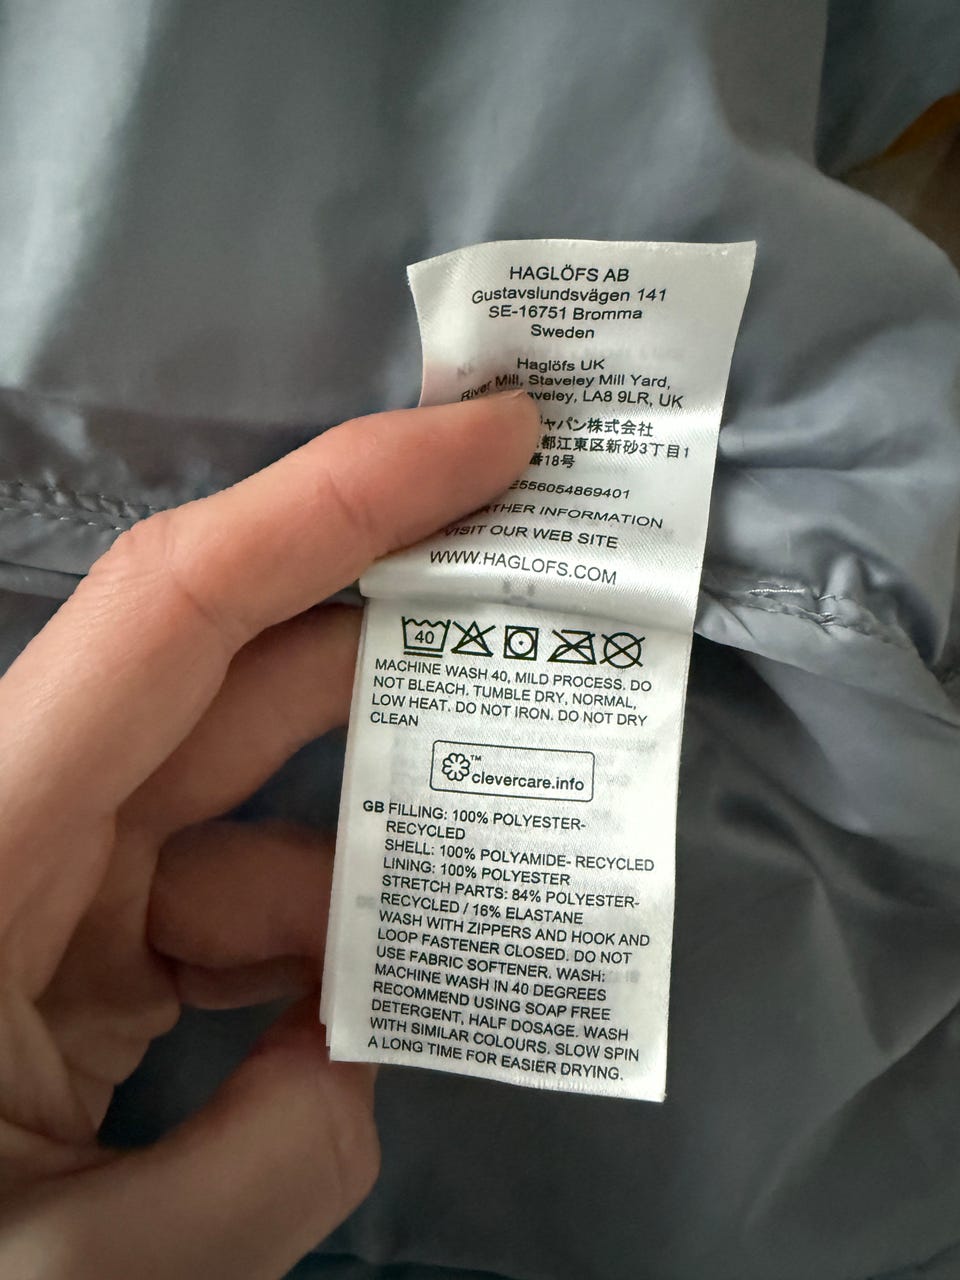 HAGLÖFS AB
Gustavslundsvägen 141
SE-16751 Bromma
Sweden
Haglöfs UK
River Mill, Staveley Mill Yard,
aveley, LA8 9LR, UK
ャパン株式会社
都江東区新砂3丁目1
番18号
E556054869401
THER INFORMATION
VISIT OUR WEB SITE
WWW.HAGLOFS.COM
40
MACHINE WASH 40, MILD PROCESS. DO
NOT BLEACH. TUMBLE DRY, NORMAL,
LOW HEAT. DO NOT IRON. DO NOT DRY
CLEAN
™ clevercare.info
GB FILLING: 100% POLYESTER-
RECYCLED
SHELL: 100% POLYAMIDE- RECYCLED
LINING: 100% POLYESTER
STRETCH PARTS: 84% POLYESTER-
RECYCLED / 16% ELASTANE
WASH WITH ZIPPERS AND HOOK AND
LOOP FASTENER CLOSED. DO NOT
USE FABRIC SOFTENER. WASH:
MACHINE WASH IN 40 DEGREES
RECOMMEND USING SOAP FREE
DETERGENT, HALF DOSAGE. WASH
WITH SIMILAR COLOURS. SLOW SPIN
A LONG TIME FOR EASIER DRYING.